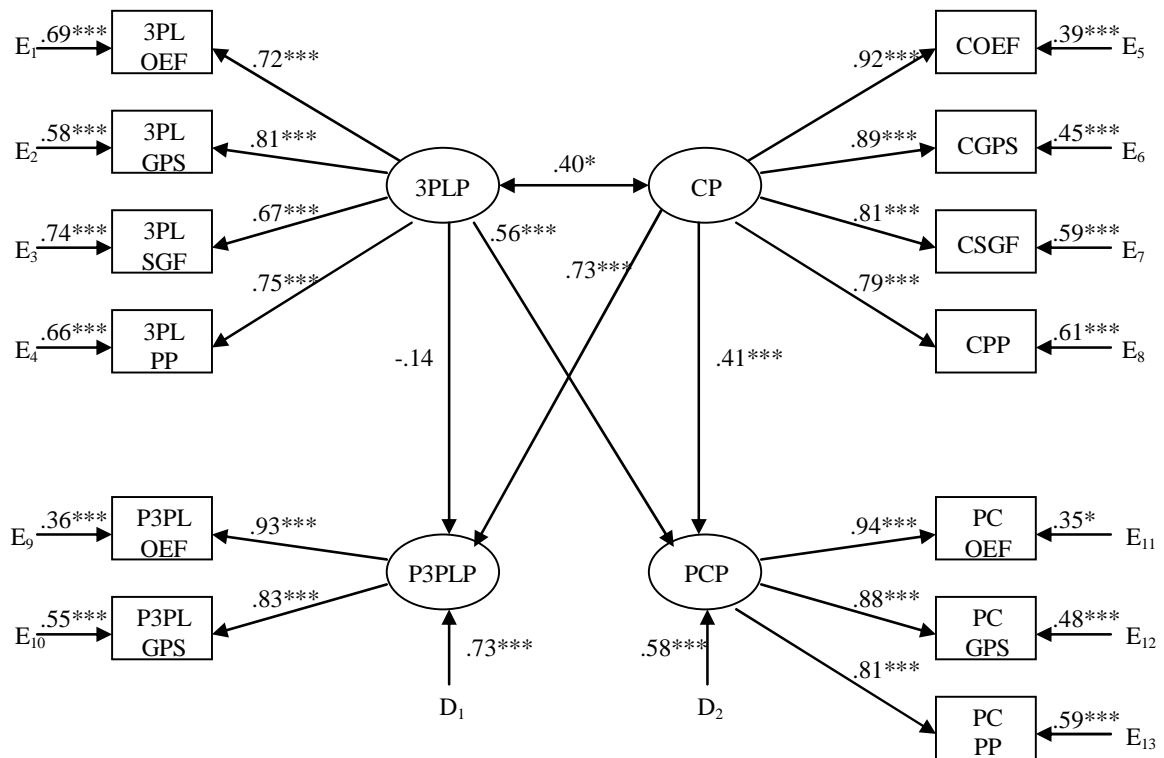 E1 .69*** 3PL
OEF
.72***
.92***
COEF .39*** E5
E2 .58*** 3PL
GPS
.81***
.89***
CGPS .45*** E6
3PLP .40* CP
E3 .74*** 3PL
SGF
.67***
.81***
CSGF .59*** E7
.56***
.73***
E4 .66*** 3PL
PP
.75***
.79***
CPP .61*** E8
-.14
.41***
E9 .36*** P3PL
OEF
.93***
P3PLP
PCP
.94***
PC
OEF
.35* E11
E10 .55*** P3PL
GPS
.83***
.88***
PC
GPS
.48*** E12
.73***
D1
.58***
D2
.81***
PC
PP
.59*** E13